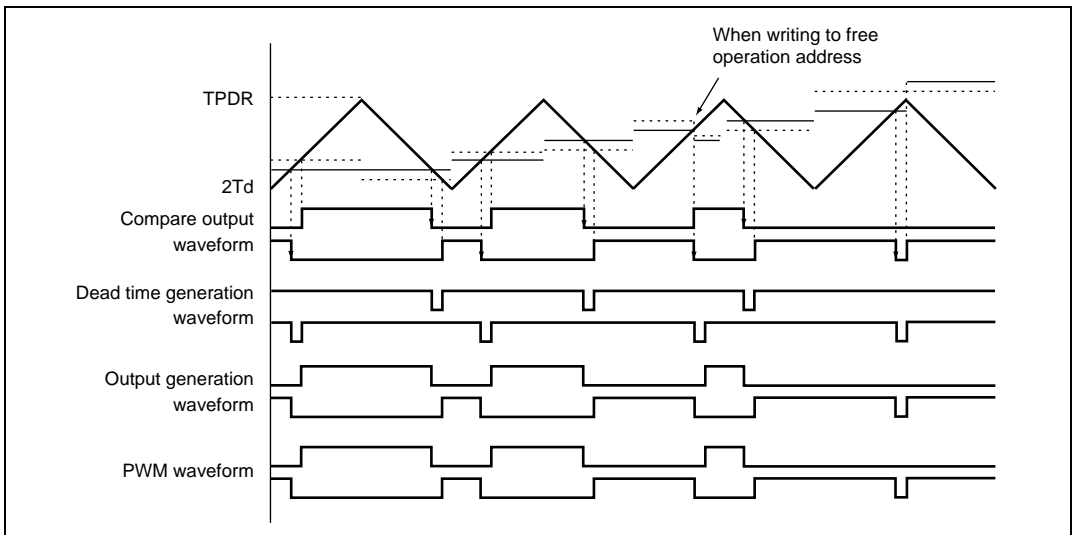 When writing to free
operation address
TPDR
2Td
Compare output
waveform
Dead time generation
waveform
Output generation
waveform
PWM waveform